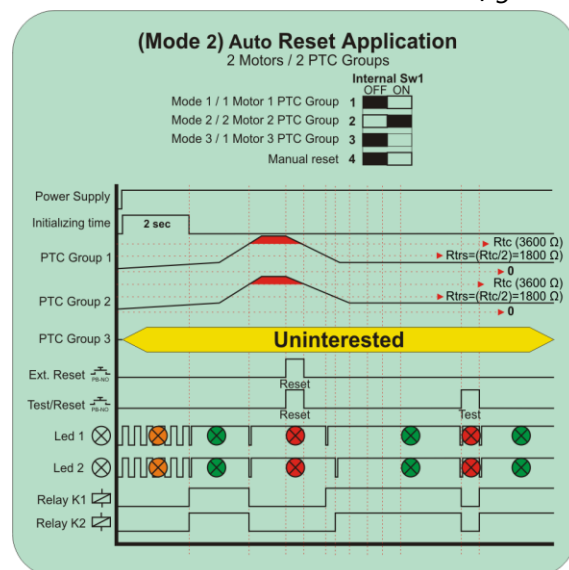 (Mode 2) Auto Reset Application
2 Motors / 2 PTC Groups
Internal Sw1
OFF ON
Mode 1 / 1 Motor 1 PTC Group 1
Mode 2 / 2 Motor 2 PTC Group 2
Mode 3 / 1 Motor 3 PTC Group 3
Manual reset 4
Power Supply
Initializing time 2 sec
Rtc (3600 Ω)
PTC Group 1 Rtrs=(Rtc/2)=1800 Ω)
0
Rtc (3600 Ω)
PTC Group 2 Rtrs=(Rtc/2)=1800 Ω)
0
PTC Group 3 Uninterested
Ext. Reset PB-NO
Reset
Test/Reset PB-NO
Reset Test
Led 1
Led 2
Relay K1
Relay K2